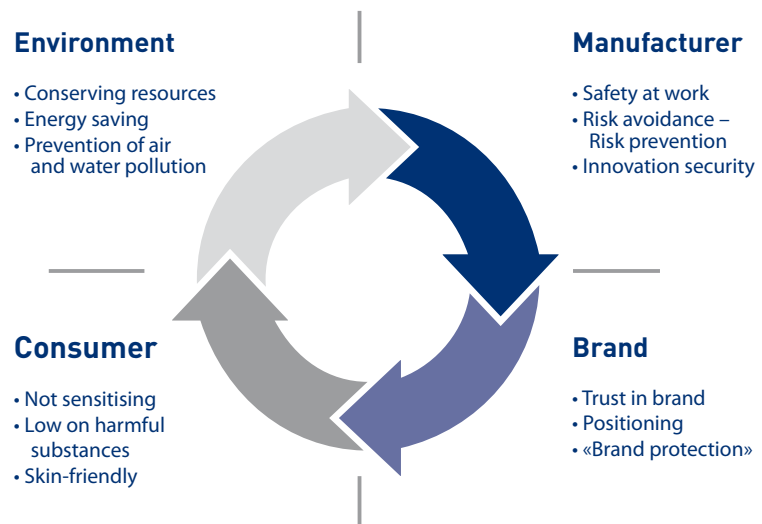 Environment
• Conserving resources
• Energy saving
• Prevention of air
and water pollution
Manufacturer
• Safety at work
• Risk avoidance –
Risk prevention
• Innovation security
Consumer
• Not sensitising
• Low on harmful
substances
• Skin-friendly
Brand
• Trust in brand
• Positioning
• «Brand protection»